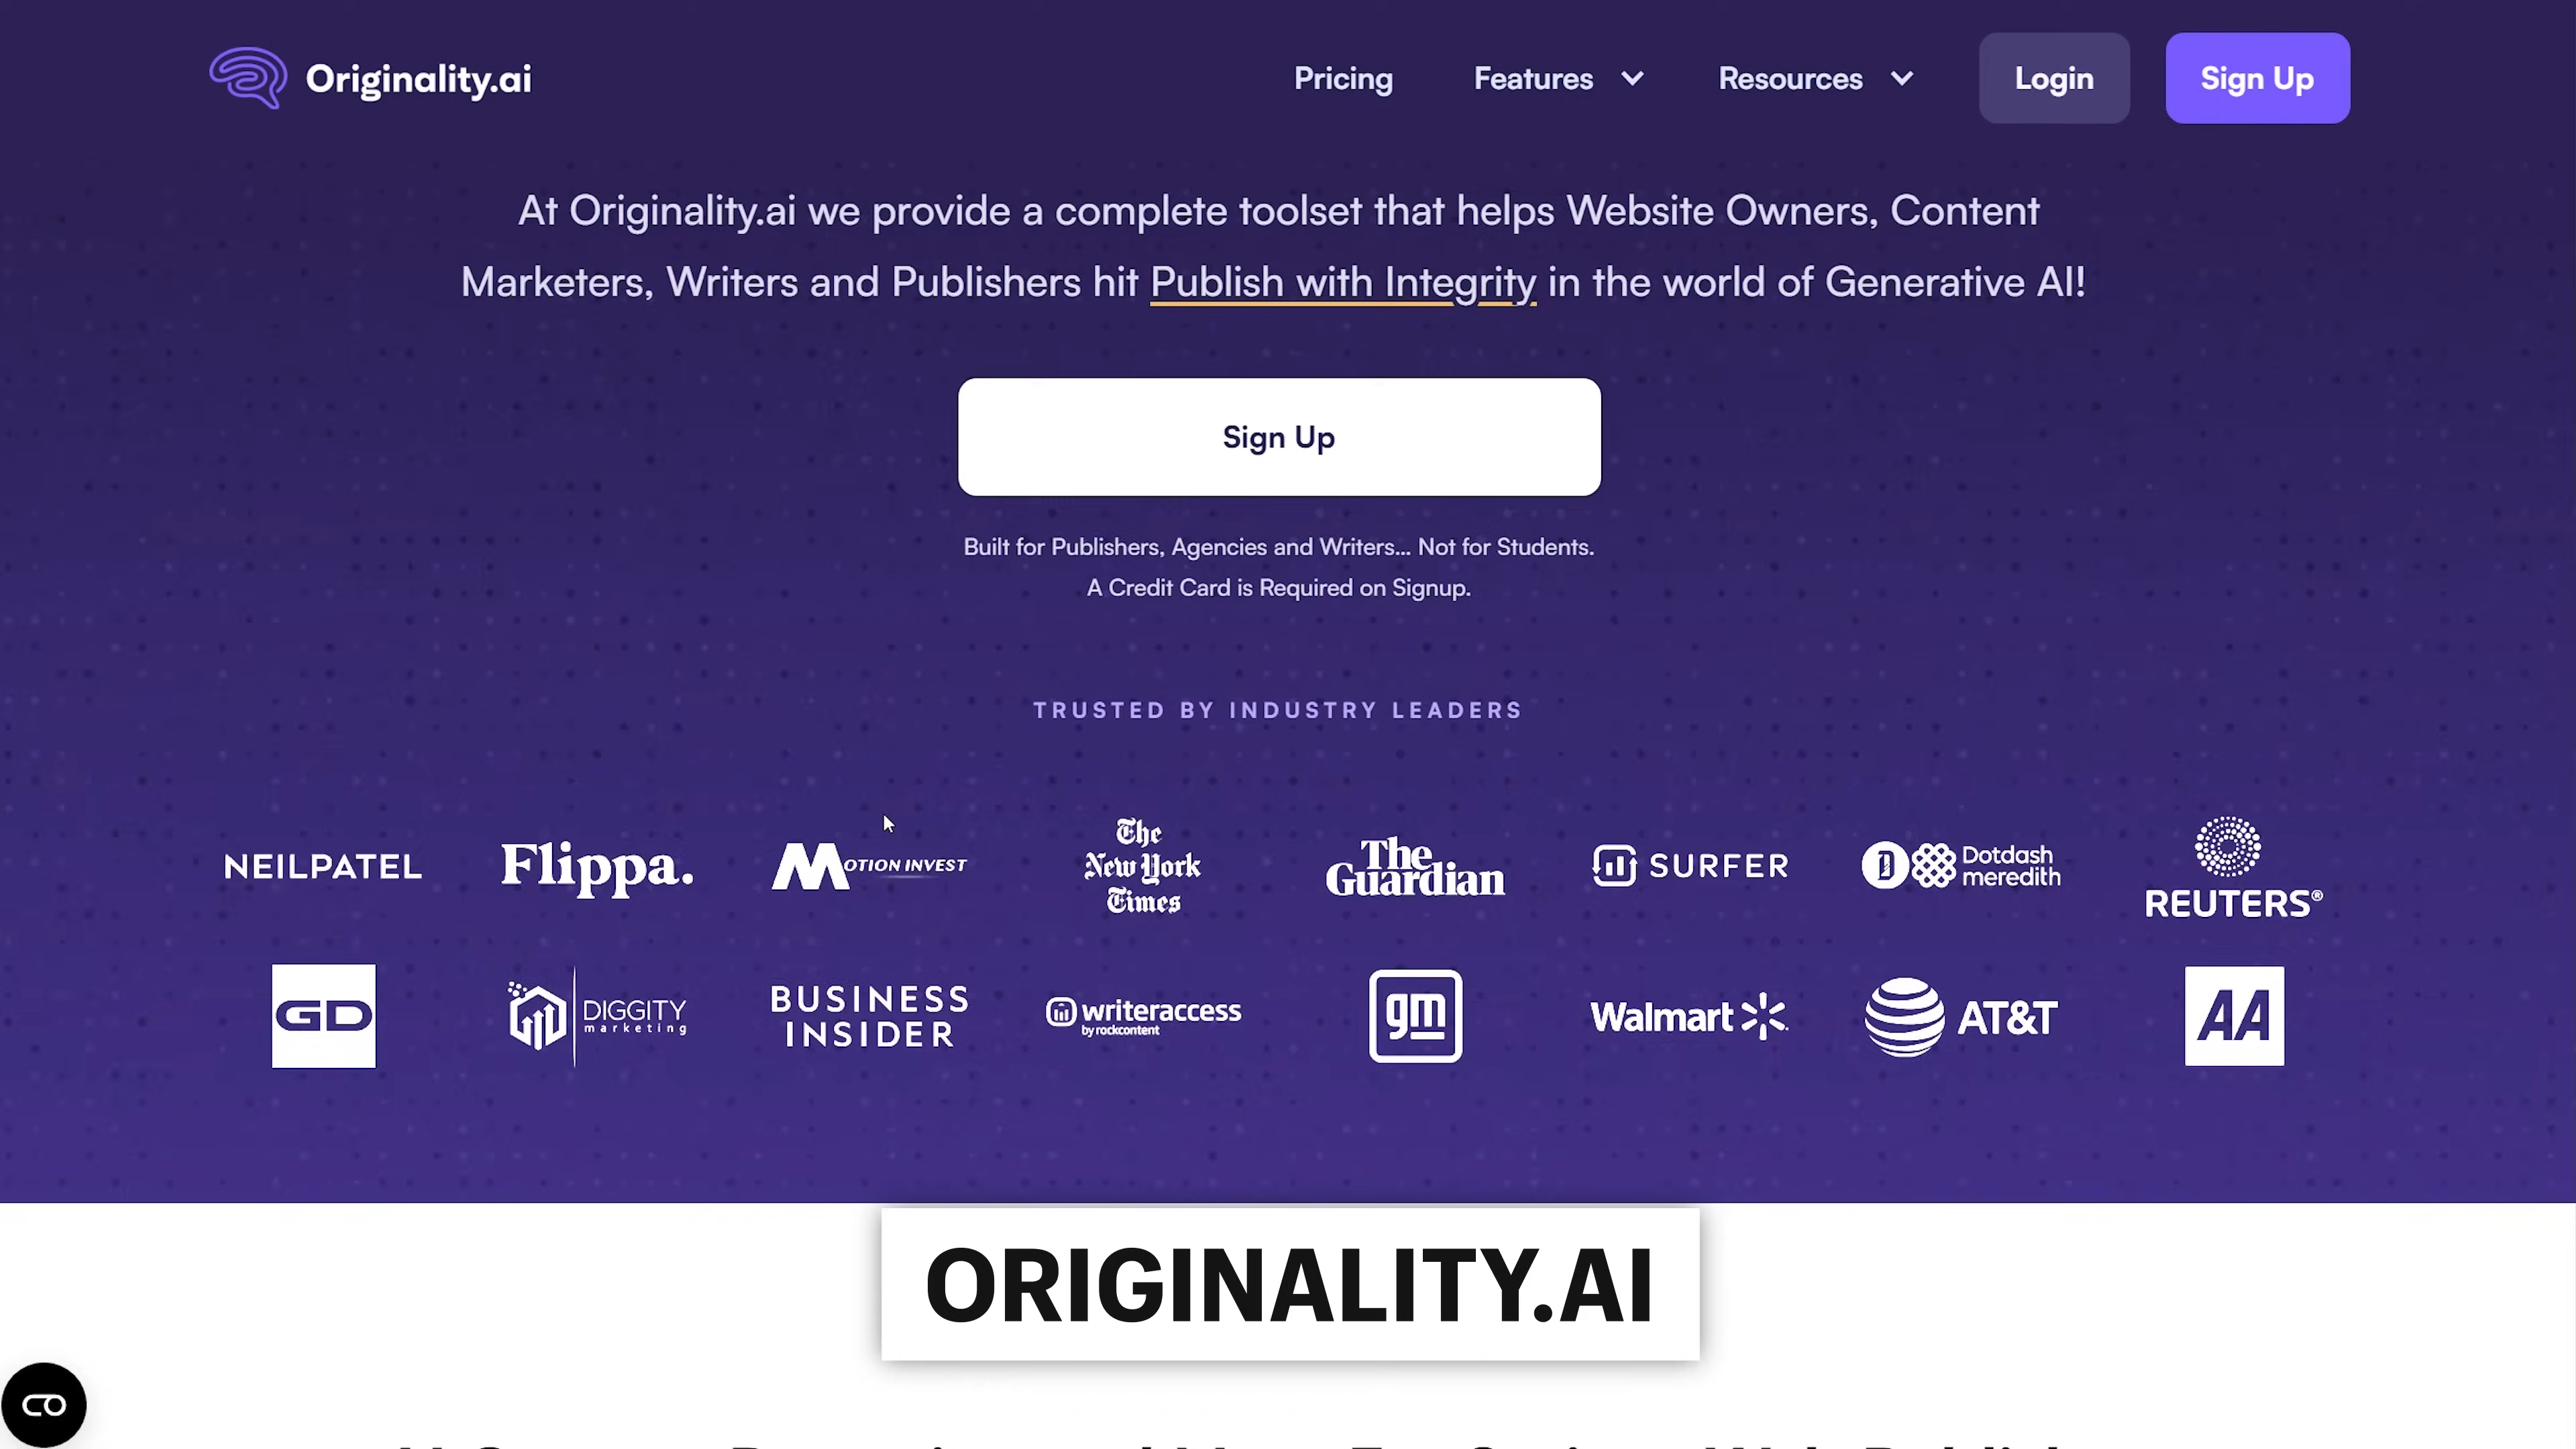 Originality.ai
Pricing
Features
Resources
Login
Sign Up
At Originality.ai we provide a complete toolset that helps Website Owners, Content
Marketers, Writers and Publishers hit Publish with Integrity in the world of Generative AI!
Sign Up
Built for Publishers, Agencies and Writers... Not for Students.
A Credit Card is Required on Signup.
TRUSTED BY INDUSTRY LEADERS
NEILPATEL
Flippa.
MOTION INVEST
The
New York
Times
The
Guardian
SURFER
Dotdash
meredith
REUTERS®
GD
DIGGITY
marketing
BUSINESS
INSIDER
writeraccess
by rockcontent
gm
Walmart
AT&T
AA
ORIGINALITY.AI